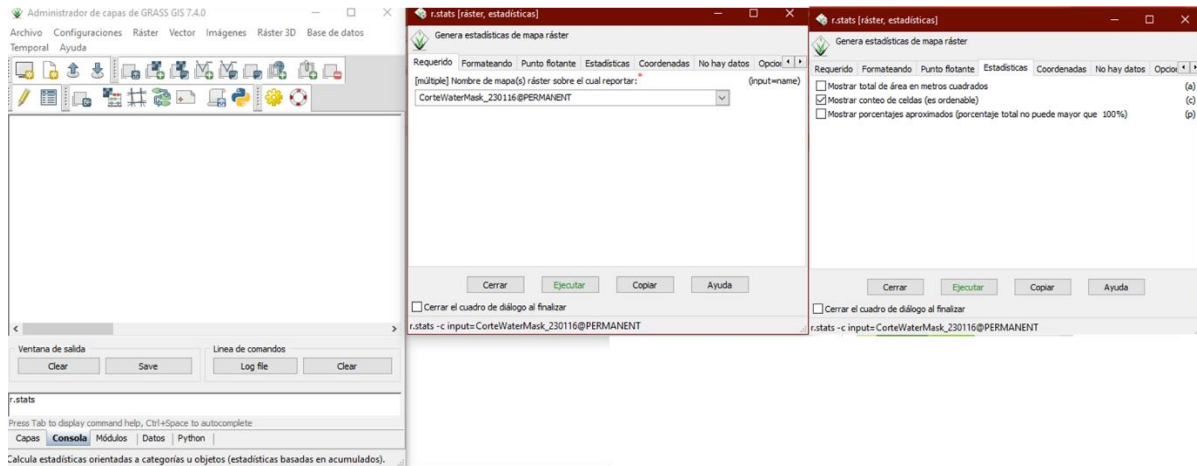 Administrador de capas de GRASS GIS 7.4.0
Archivo Configuraciones Ráster Vector Imágenes Ráster 3D Base de datos
Temporal Ayuda
Ventana de salida
Linea de comandos
Clear Save Log file Clear
r.stats
Press Tab to display command help, Ctrl+Space to autocomplete
Capas Consola Módulos Datos Python
Calcula estadísticas orientadas a categorías u objetos (estadísticas basadas en acumulados).
r.stats [ráster, estadísticas]
Genera estadísticas de mapa ráster
Requerido Formateando Punto flotante Estadísticas Coordenadas No hay datos Opcior
[múltiple] Nombre de mapa(s) ráster sobre el cual reportar:* (input=name)
CorteWaterMask_230116@PERMANENT
Cerrar Ejecutar Copiar Ayuda
Cerrar el cuadro de diálogo al finalizar
r.stats -c input=CorteWaterMask_230116@PERMANENT
r.stats [ráster, estadísticas]
Genera estadísticas de mapa ráster
Requerido Formateando Punto flotante Estadísticas Coordenadas No hay datos Opcior
Mostrar total de área en metros cuadrados (a)
Mostrar conteo de celdas (es ordenable) (c)
Mostrar porcentajes aproximados (porcentaje total no puede mayor que 100%) (p)
Cerrar Ejecutar Copiar Ayuda
Cerrar el cuadro de diálogo al finalizar
r.stats -c input=CorteWaterMask_230116@PERMANENT